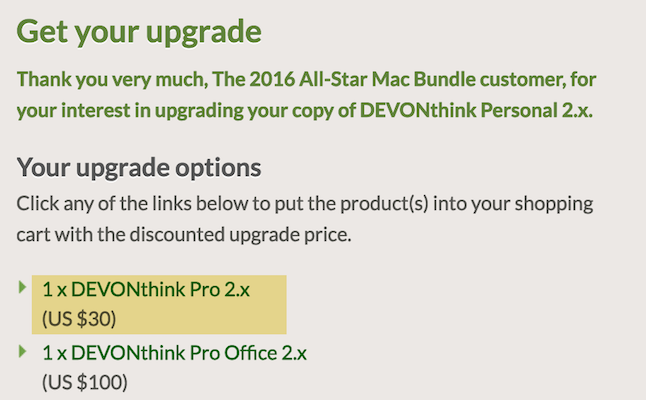 Get your upgrade
Thank you very much, The 2016 All-Star Mac Bundle customer, for
your interest in upgrading your copy of DEVONthink Personal 2.x.
Your upgrade options
Click any of the links below to put the product(s) into your shopping
cart with the discounted upgrade price.
1 x DEVONthink Pro 2.x
(US $30)
1 x DEVONthink Pro Office 2.x
(US $100)